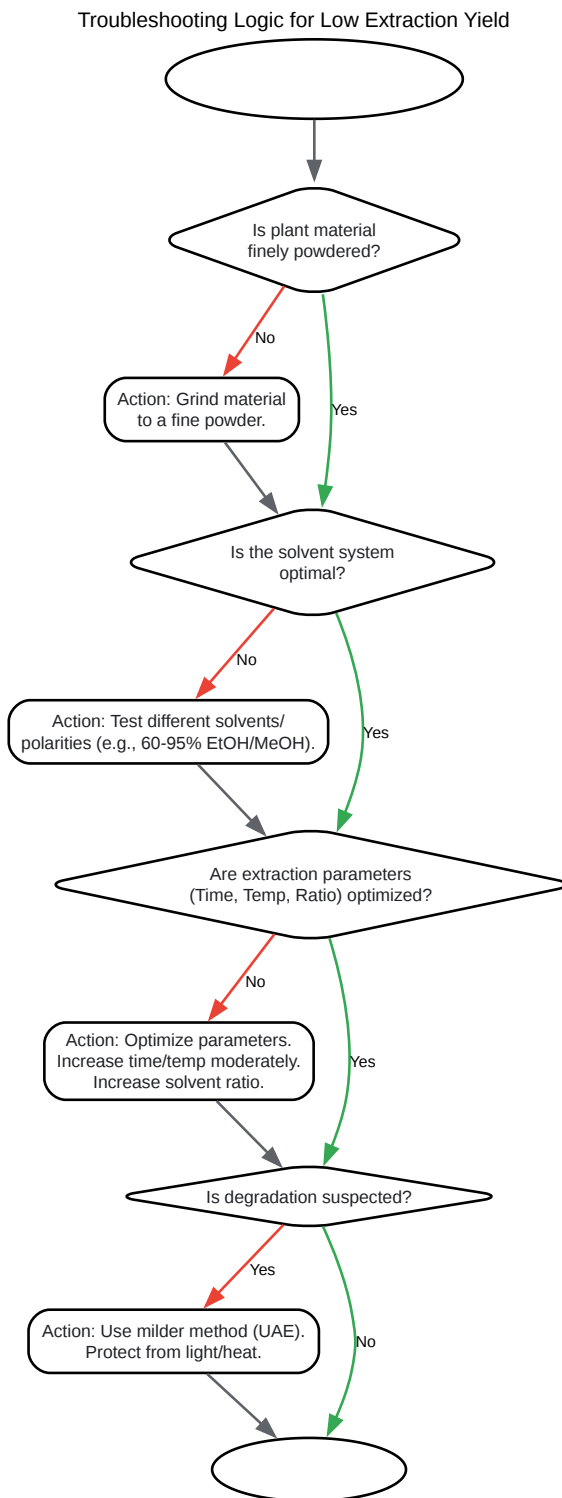 Troubleshooting Logic for Low Extraction Yield
Is plant material
finely powdered?
No
Action: Grind material
to a fine powder.
Yes
Is the solvent system
optimal?
No
Action: Test different solvents/
polarities (e.g., 60-95% EtOH/MeOH).
Yes
Are extraction parameters
(Time, Temp, Ratio) optimized?
No
Action: Optimize parameters.
Increase time/temp moderately.
Increase solvent ratio.
Yes
Is degradation suspected?
Yes
Action: Use milder method (UAE).
Protect from light/heat.
No